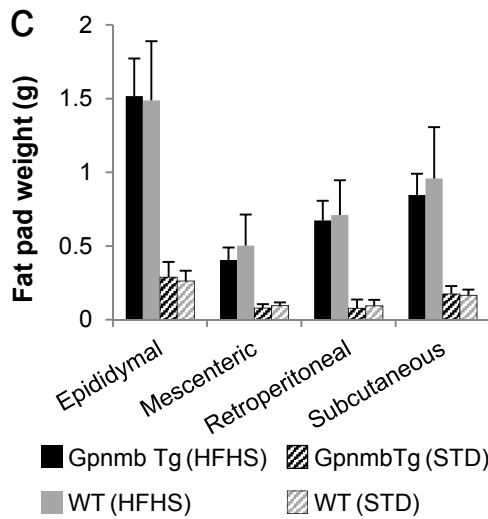 C
Fat pad weight (g)
2
1.5
1
0.5
0
Epididymal
Mescenteric
Retroperitoneal
Subcutaneous
Gpnmb Tg (HFHS) GpnmbTg (STD)
WT (HFHS) WT (STD)